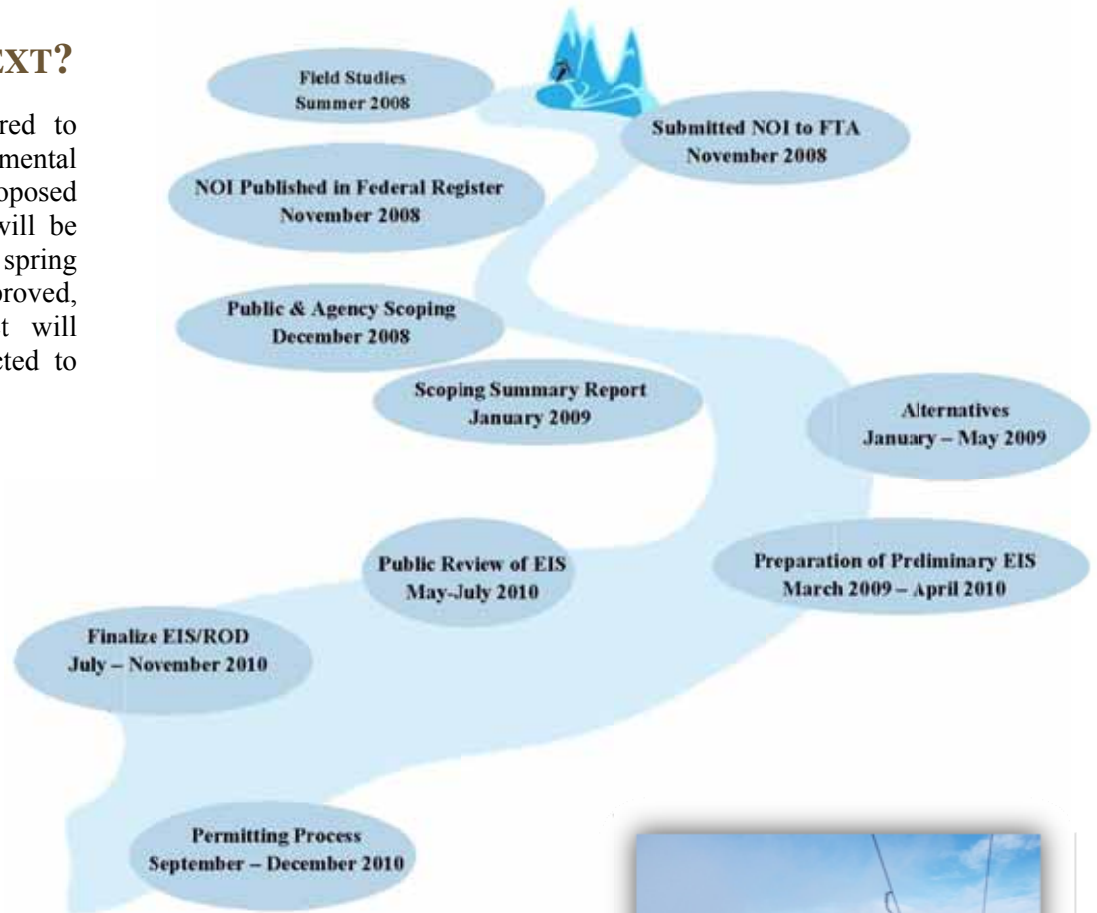 EXT?
red to
mental
oposed
will be
spring
proved,
t will
cted to
Field Studies
Summer 2008
Submitted NOI to FTA
November 2008
NOI Published in Federal Register
November 2008
Public & Agency Scoping
December 2008
Scoping Summary Report
January 2009
Alternatives
January – May 2009
Public Review of EIS
May-July 2010
Preparation of Preliminary EIS
March 2009 – April 2010
Finalize EIS/ROD
July – November 2010
Permitting Process
September – December 2010